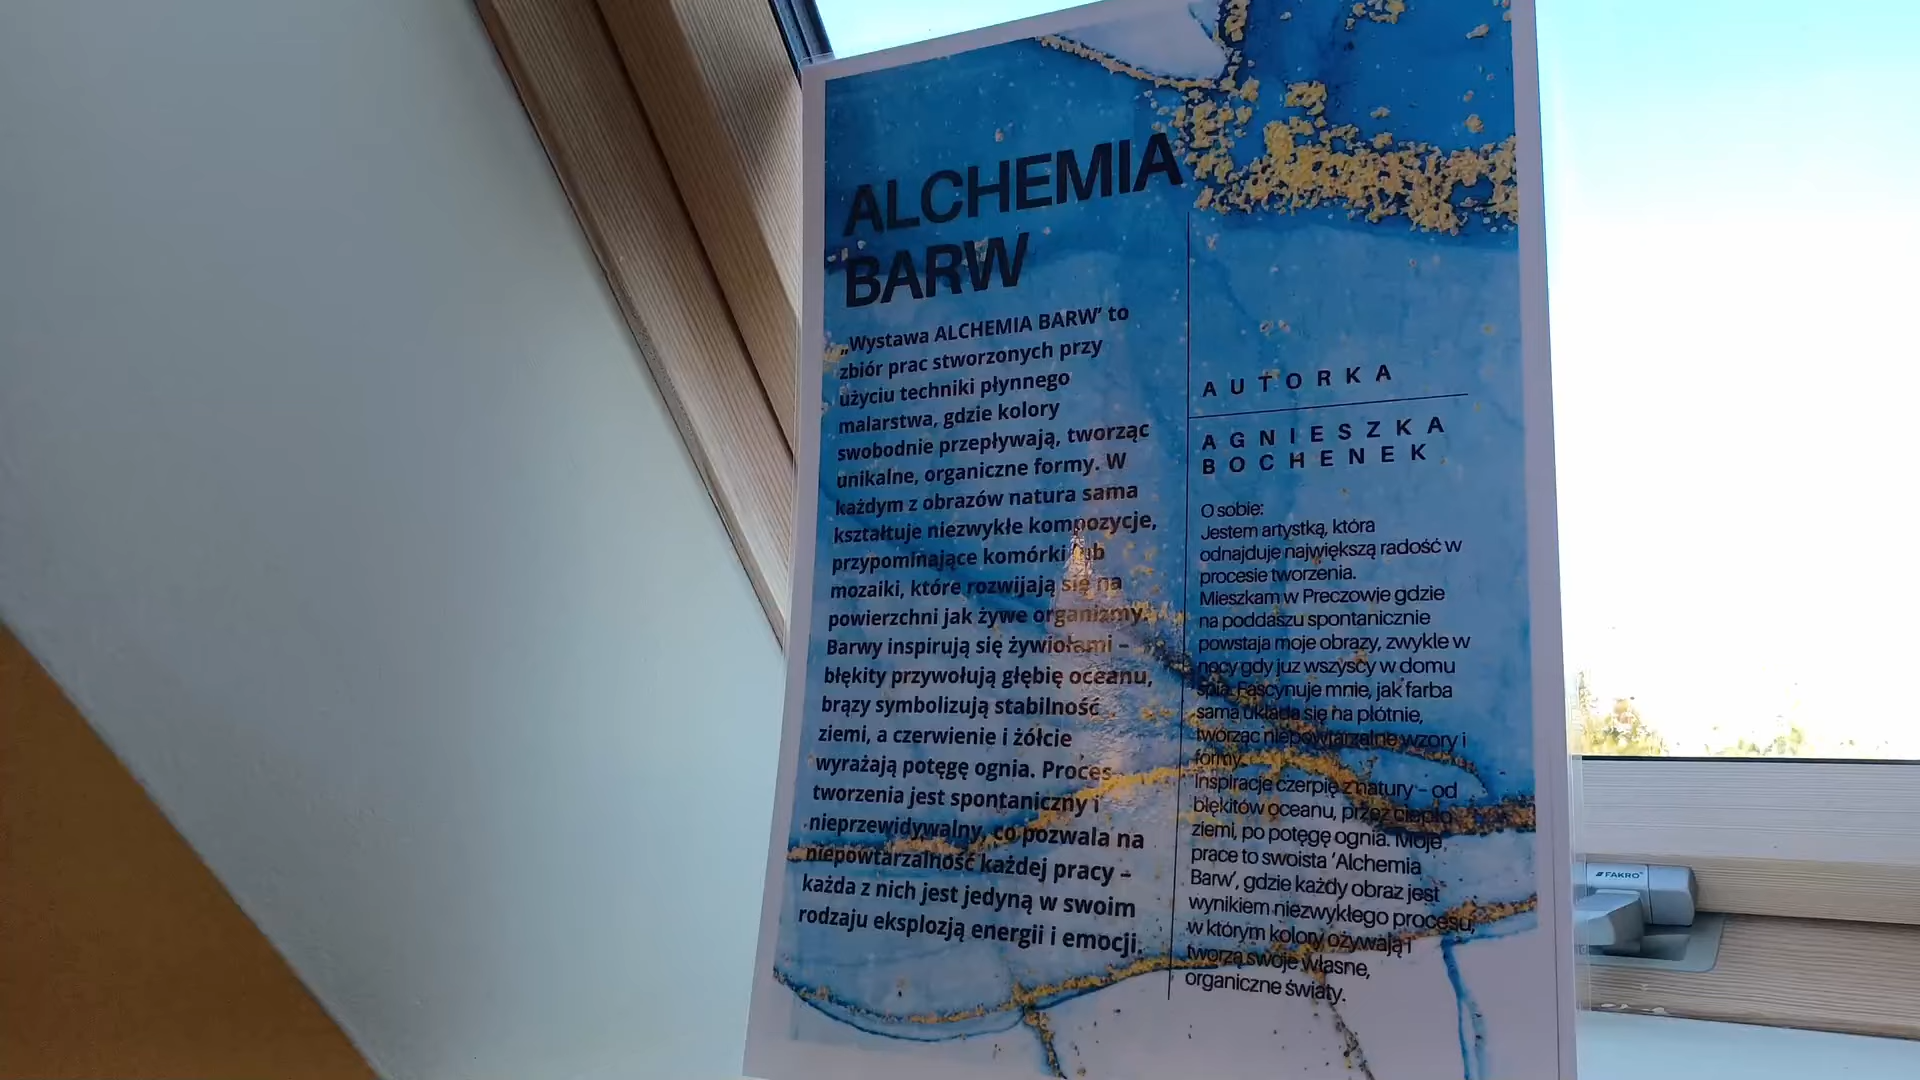 ALCHEMIA
BARW
„Wystawa ALCHEMIA BARW’ to
zbiór prac stworzonych przy
użyciu techniki płynnego
malarstwa, gdzie kolory
swobodnie przepływają, tworząc
unikalne, organiczne formy. W
każdym z obrazów natura sama
kształtuje niezwykłe kompozycje,
przypominające komórki lub
mozaiki, które rozwijają się na
powierzchni jak żywe organizmy.
Barwy inspirują się żywiołami –
błękity przywołują głębię oceanu,
brązy symbolizują stabilność
ziemi, a czerwienie i żółcie
wyrażają potęgę ognia. Proces
tworzenia jest spontaniczny i
nieprzewidywalny, co pozwala na
niepowtarzalność każdej pracy –
każda z nich jest jedyną w swoim
rodzaju eksplozją energii i emocji.
AUTORKA
AGNIESZKA
BOCHENEK
O sobie:
Jestem artystką, która
odnajduje największą radość w
procesie tworzenia.
Mieszkam w Preczowie gdzie
na poddaszu spontanicznie
powstają moje obrazy, zwykle w
nocy gdy już wszyscy w domu
śpią. Fascynuje mnie, jak farba
sama układa się na płótnie,
tworząc niepowtarzalne wzory i
formy.
Inspirację czerpię z natury – od
błękitów oceanu, przez ciepło
ziemi, po potęgę ognia. Moje
prace to swoista ‘Alchemia
Barw’, gdzie każdy obraz jest
wynikiem niezwykłego procesu,
w którym kolory ożywają i
tworzą swoje własne,
organiczne światy.
FAKRO